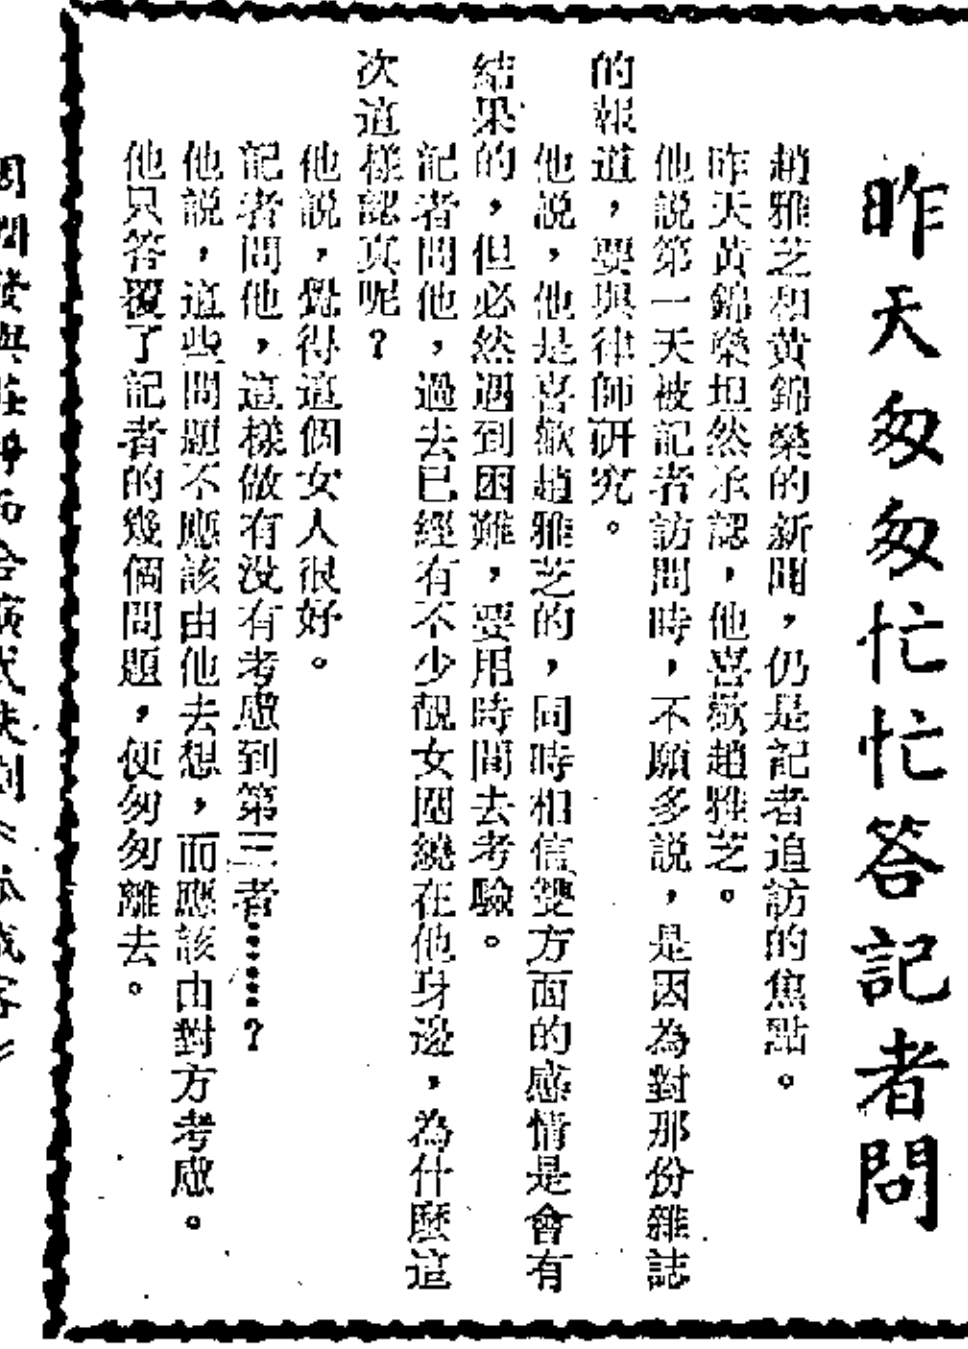 昨天匆匆忙忙答記者問
趙雅芝和黃錦燊的新聞，仍是記者追訪的焦點。
昨天黃錦燊坦然承認，他喜歡趙雅芝。
他說第一天被記者訪問時，不願多說，是因為對那份雜誌
的報道，要與律師研究。
他說，他是喜歡趙雅芝的，同時相信雙方面的感情是會有
結果的，但必然遇到困難，要用時間去考驗。
記者問他，過去已經有不少靚女圍繞在他身邊，為什麼這
次這樣認真呢？
他說，覺得這個女人很好。
記者問他，這樣做有沒有考慮到第三者……？
他說，這些問題不應該由他去想，而應該由對方考慮。
他只答覆了記者的幾個問題，便匆匆離去。